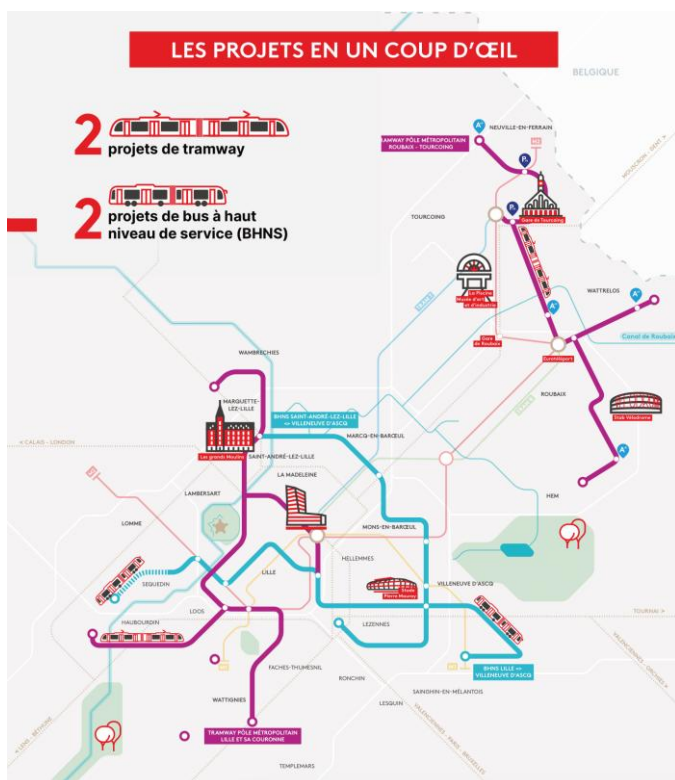 LES PROJETS EN UN COUP D'ŒIL
BELGIQUE
2
projets de tramway
2
projets de bus à haut
niveau de service (BHNS)
NEUVILLE-EN-FERRAIN
TRAMWAY PÔLE MÉTROPOLITAIN
ROUBAIX - TOURCOING
MOUSCRON - GENT
TOURCOING
Gare de Tourcoing
La Piscine
Musée d'art
et d'industrie
WATTRELOS
Canal de Roubaix
Gare
de Roubaix
Eurotéléport
WAMBRECHIES
ROUBAIX
MARQUETTE-
LEZ-LILLE
Stab Vélodrome
BHNS SAINT-ANDRÉ-LEZ-LILLE
<> VILLENEUVE D'ASCQ
MARCQ-EN-BARŒUL
< CALAIS - LONDON
Les grands Moulins
SAINT-ANDRÉ-LEZ-LILLE
LA MADELEINE
HEM
LAMBERSART
LOMME
MONS-EN-BARŒUL
HELLEMMES
SEQUEDIN
LILLE
VILLENEUVE D'ASCQ
Stade
Pierre Mauroy
LOOS
TOURNAI >
HAUBOURDIN
LEZENNES
FACHES-THUMESNIL
RONCHIN
BHNS LILLE <>
VILLENEUVE D'ASCQ
WATTIGNIES
SAINGHIN-EN-MÉLANTOIS
LESQUIN
VALENCIENNES - PARIS - BRUXELLES
< LENS - BÉTHUNE
TRAMWAY PÔLE MÉTROPOLITAIN
LILLE ET SA COURONNE
TEMPLEMARS